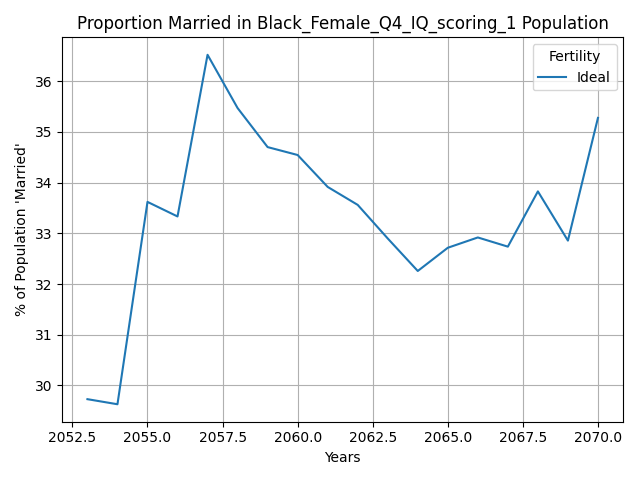 Proportion Married in Black_Female_Q4_IQ_scoring_1 Population
Fertility
Ideal
% of Population 'Married'
36
35
34
33
32
31
30
2052.5 2055.0 2057.5 2060.0 2062.5 2065.0 2067.5 2070.0
Years